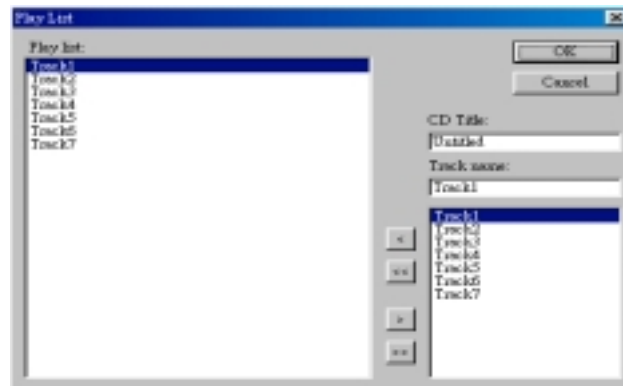 Play List
Play list:
Track1
Track2
Track3
Track4
Track5
Track6
Track7
OK
Cancel
CD Title:
Untitled
Track name:
Track1
Track1
Track2
Track3
Track4
Track5
Track6
Track7
<
<<
>
>>